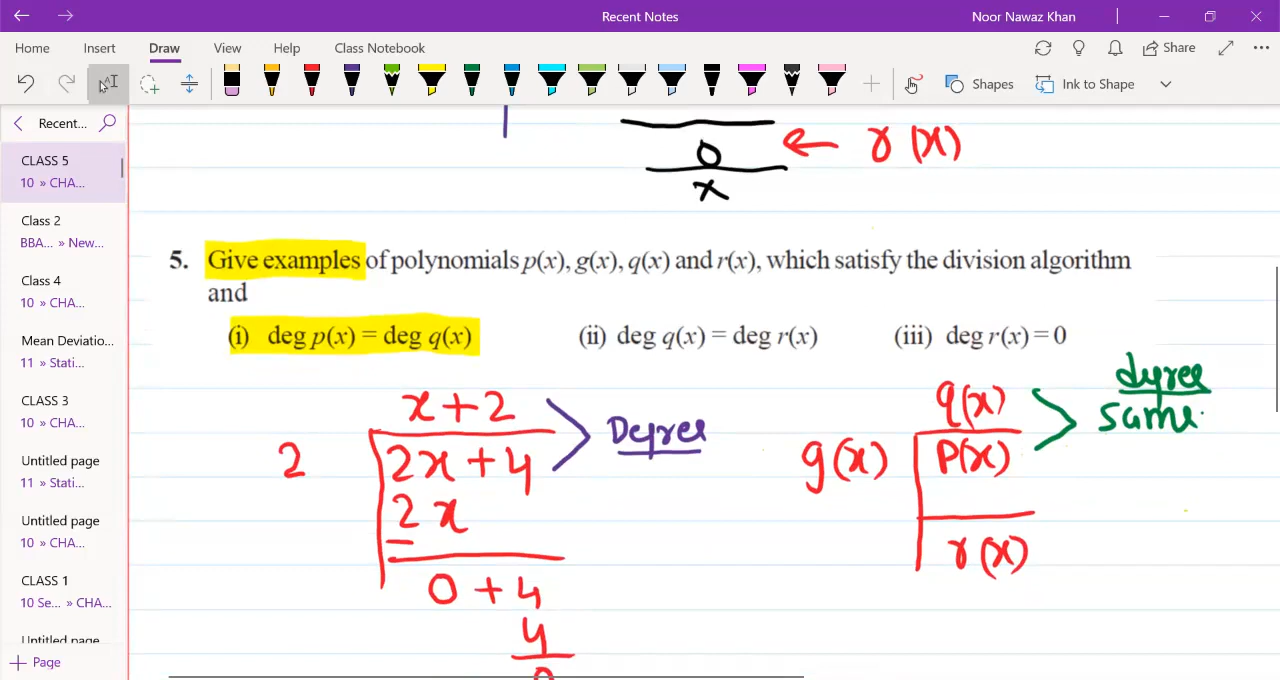 Recent Notes
Noor Nawaz Khan
Home Insert Draw View Help Class Notebook Share
Shapes Ink to Share
Recent...
CLASS 5
10 » CHA...
Class 2
BBA... » New...
Class 4
10 » CHA...
Mean Deviatio...
11 » Stati...
CLASS 3
10 » CHA...
Untitled page
11 » Stati...
Untitled page
10 » CHA...
CLASS 1
10 Se... » CHA...
Untitled page
Page
0 ← r(x)
x
5. Give examples of polynomials p(x), g(x), q(x) and r(x), which satisfy the division algorithm
and
(i) deg p(x) = deg q(x) (ii) deg q(x) = deg r(x) (iii) deg r(x) = 0
x + 2
Degree
2 2x + 4
2x
0 + 4
4
0
q(x)
degree
same
g(x) p(x)
r(x)